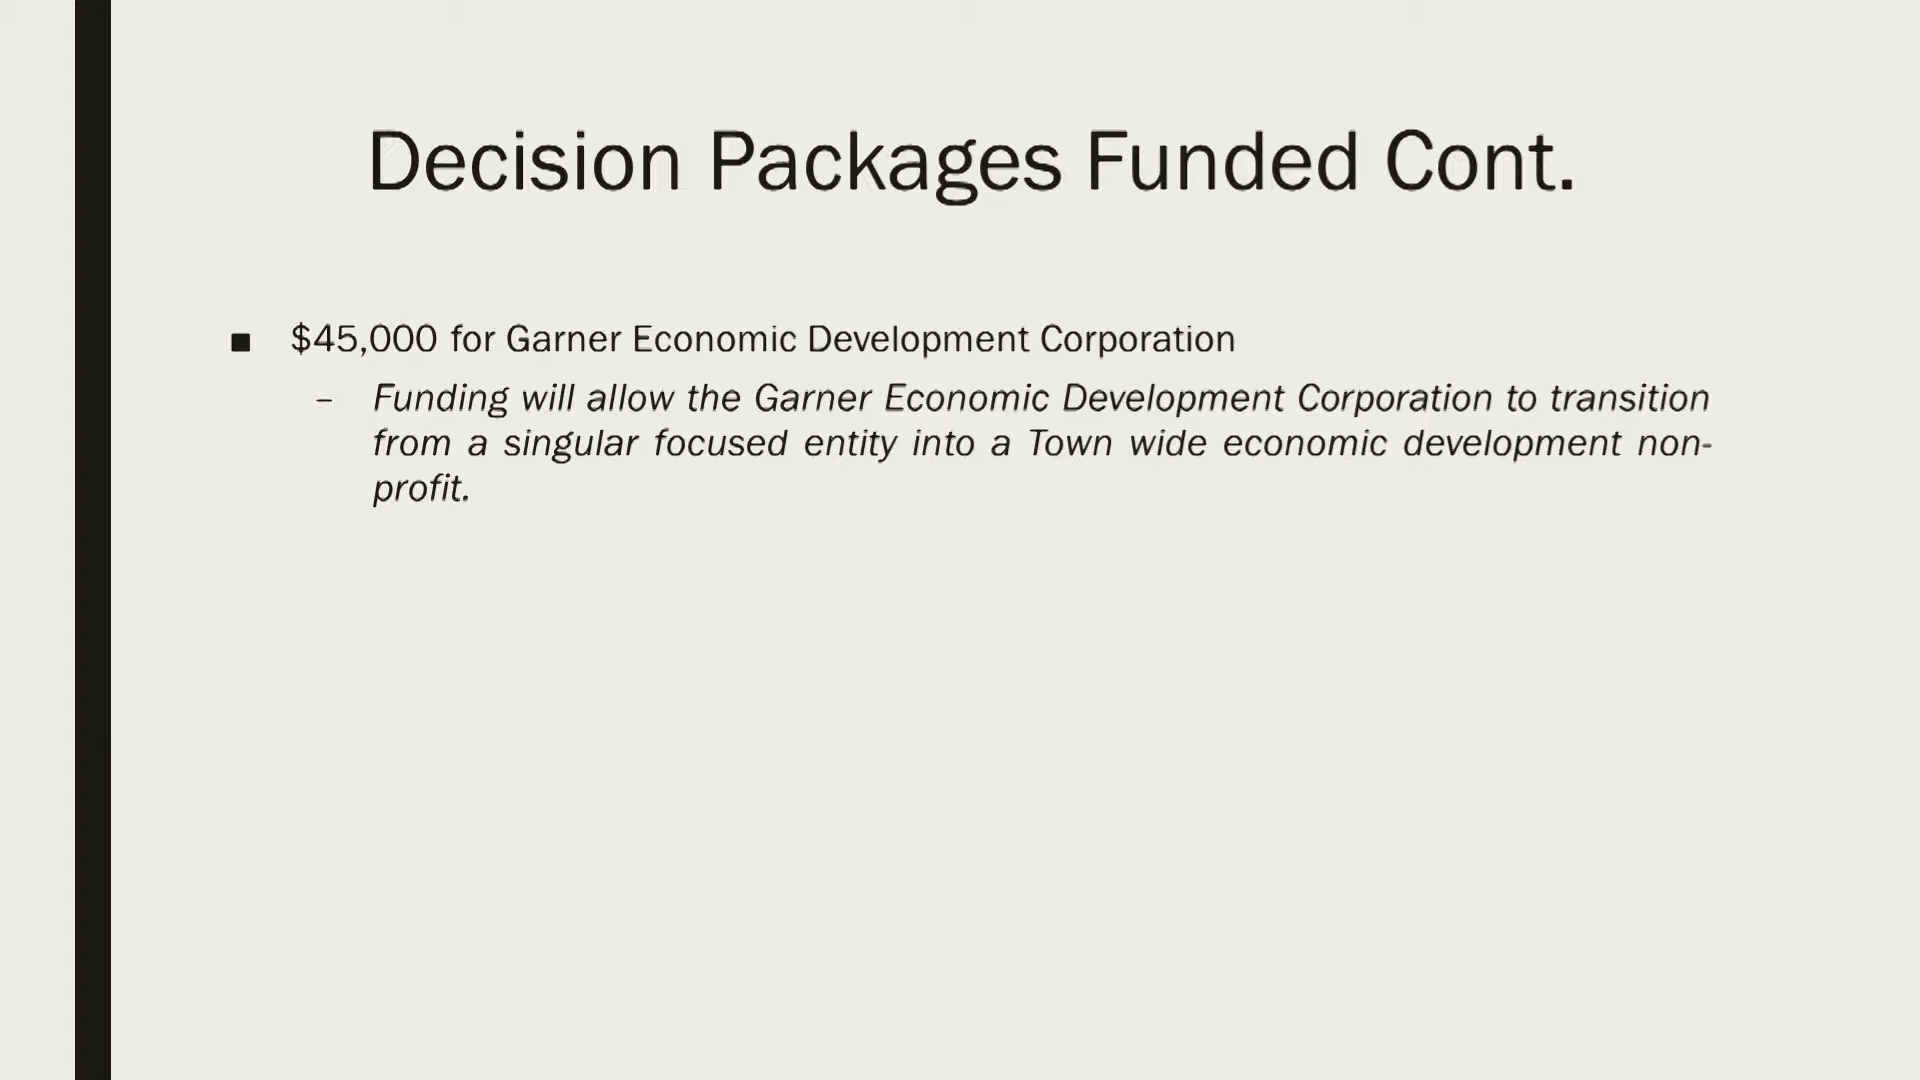 Decision Packages Funded Cont.
■ $45,000 for Garner Economic Development Corporation
– Funding will allow the Garner Economic Development Corporation to transition
from a singular focused entity into a Town wide economic development non-
profit.